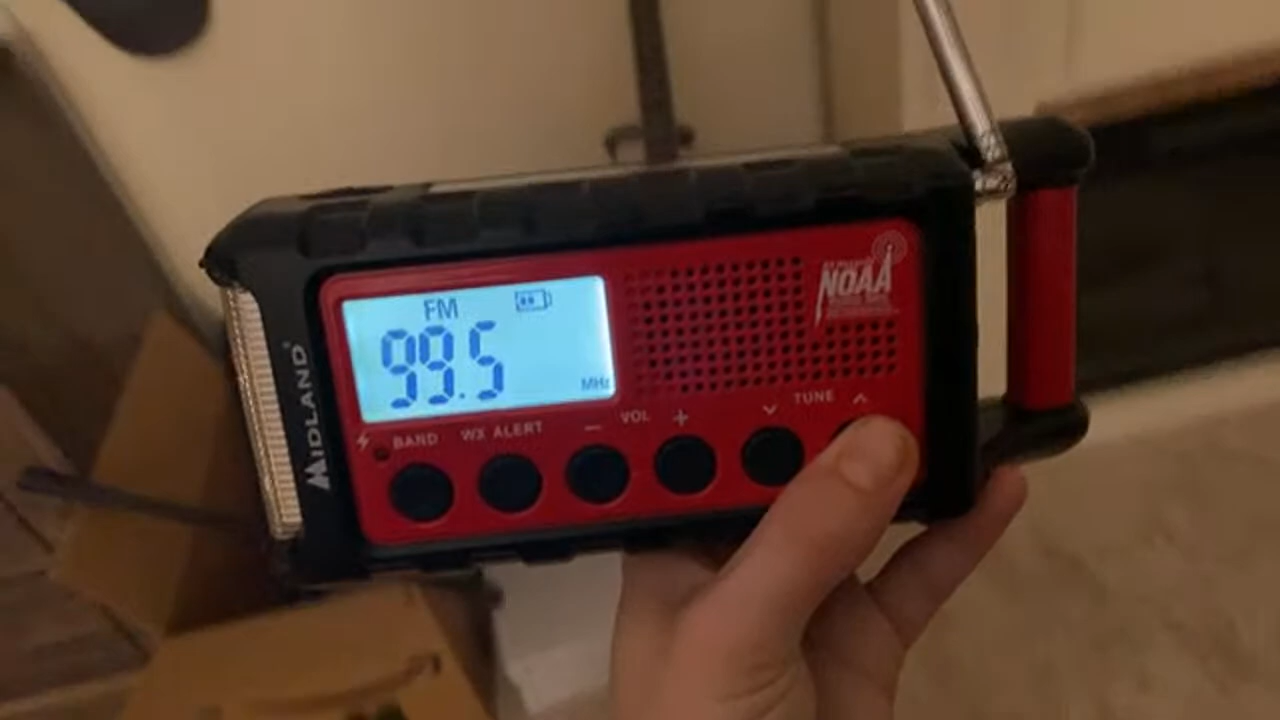 FM
99.5
MHz
MIDLAND
NOAA
BAND
WX ALERT
− VOL +
TUNE